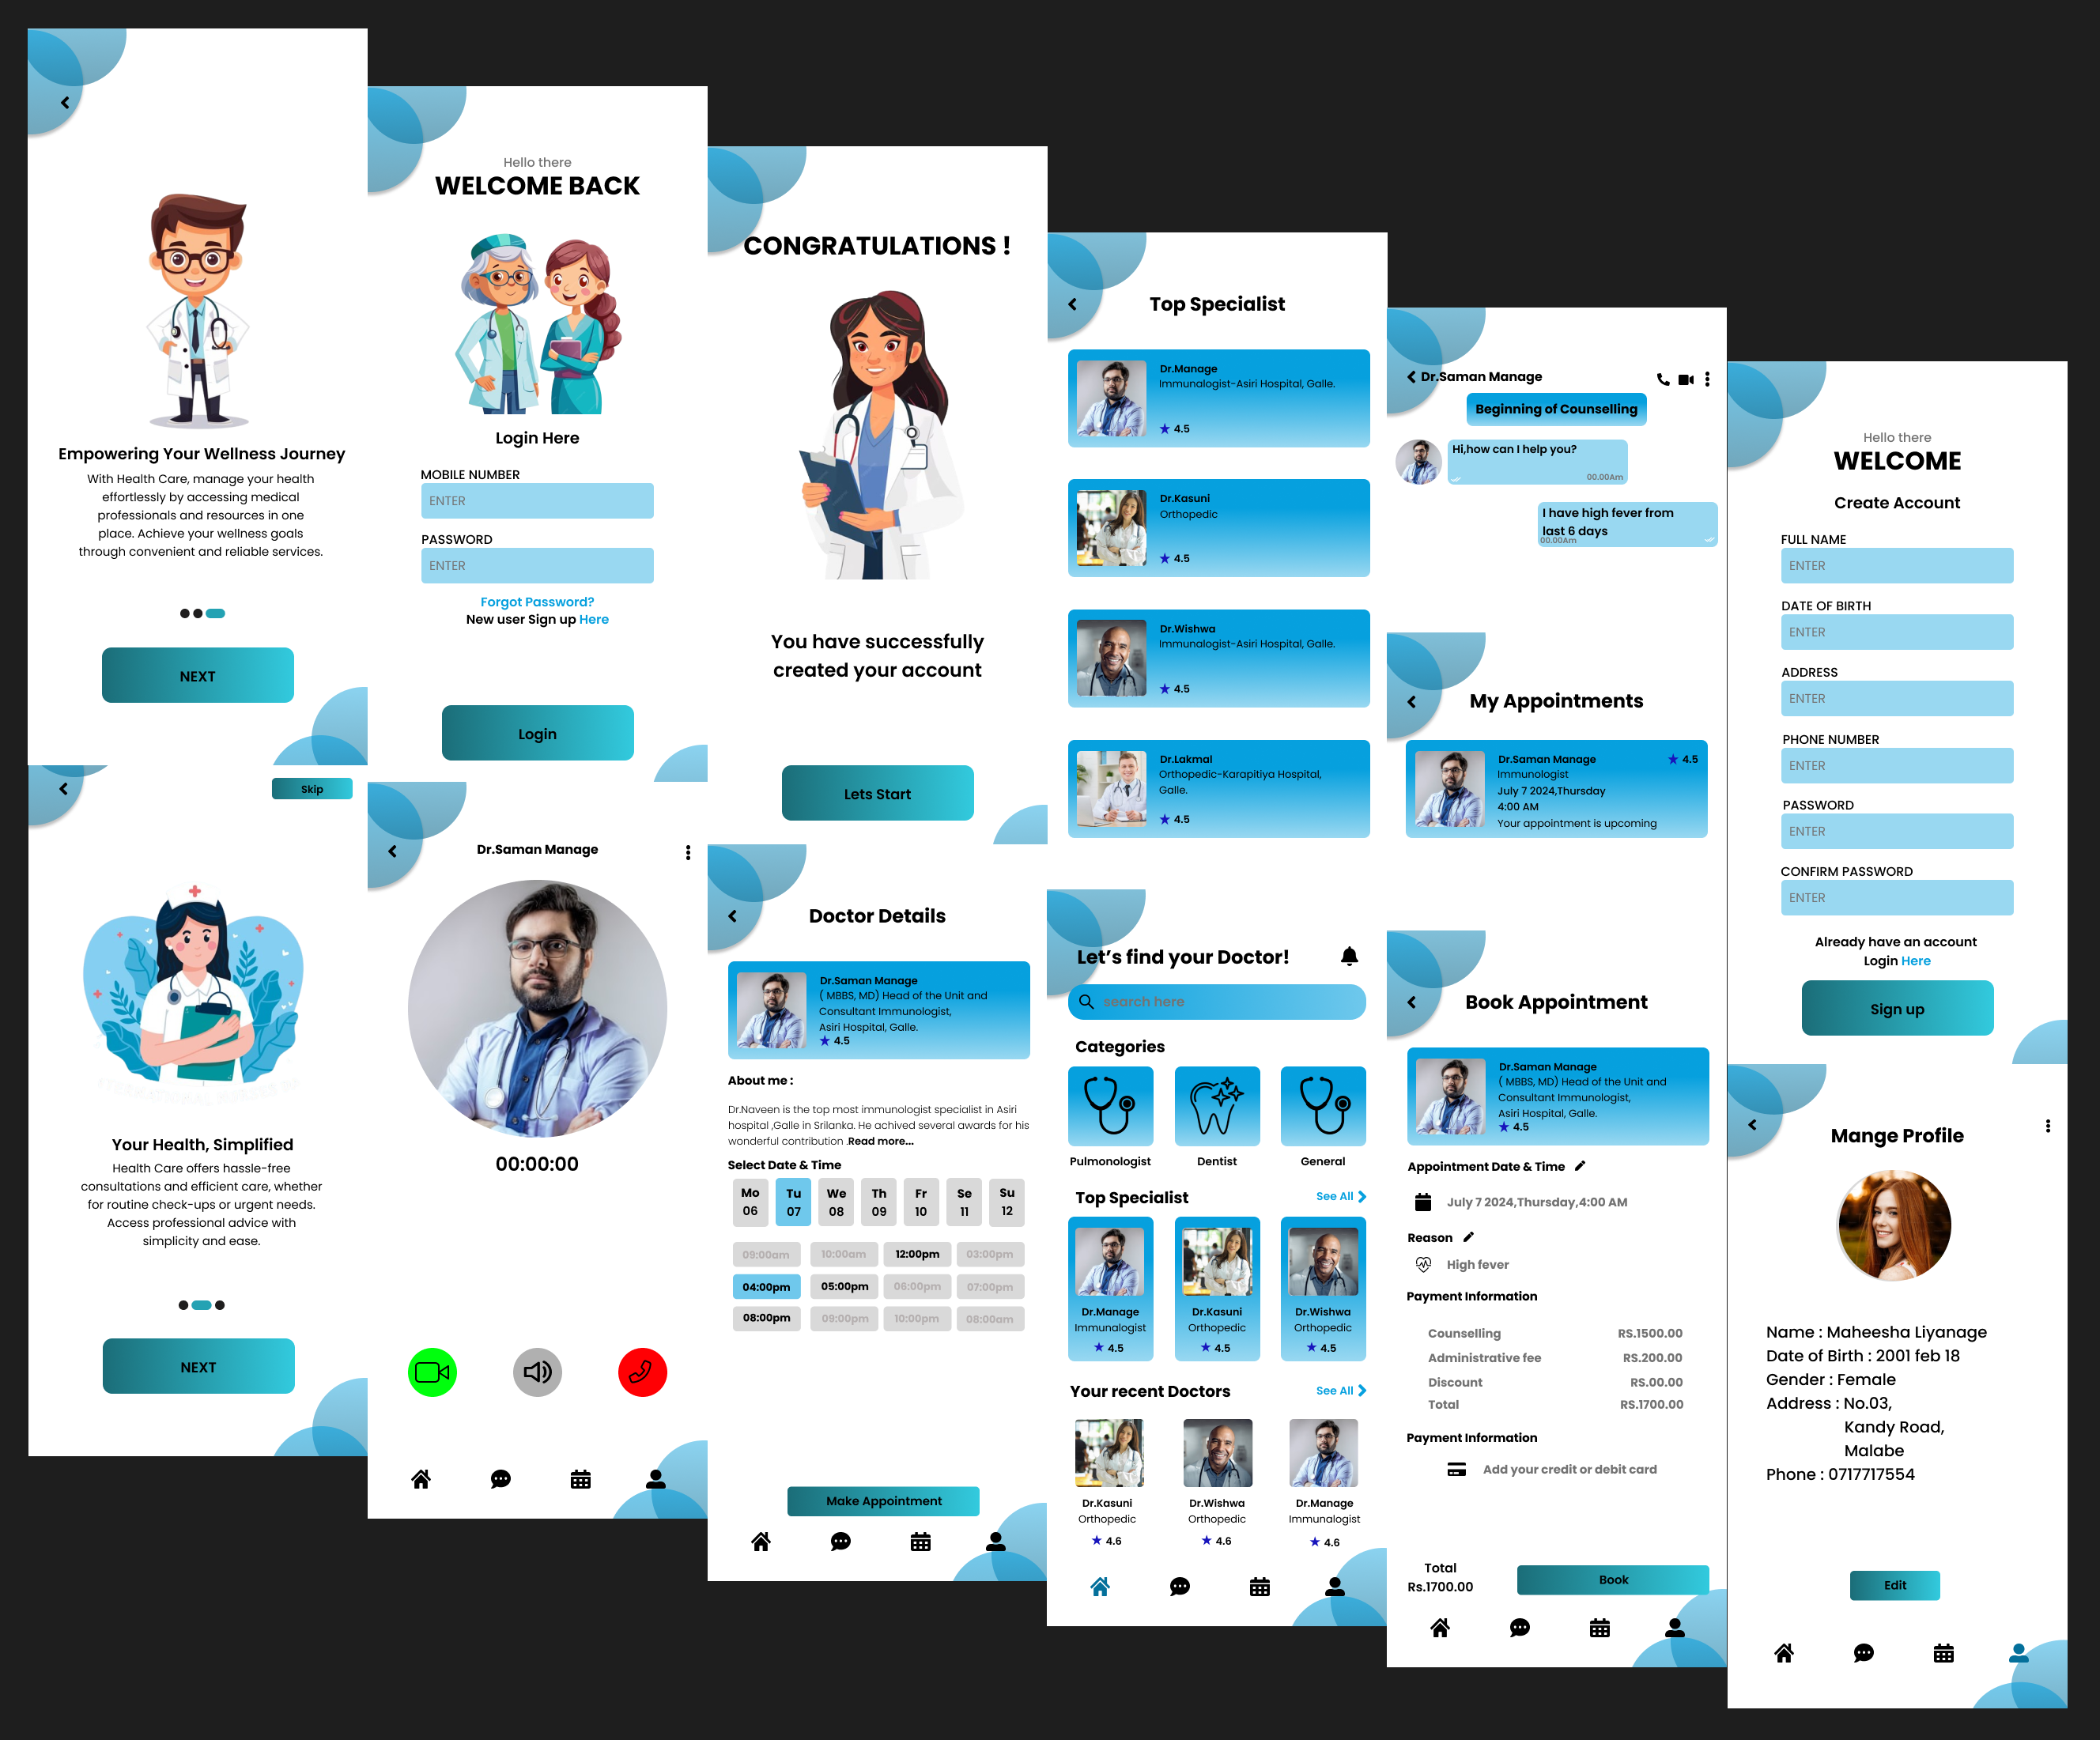 Empowering Your Wellness Journey
With Health Care, manage your health
effortlessly by accessing medical
professionals and resources in one
place. Achieve your wellness goals
through convenient and reliable services.
NEXT
Skip
Your Health, Simplified
Health Care offers hassle-free
consultations and efficient care, whether
for routine check-ups or urgent needs.
Access professional advice with
simplicity and ease.
NEXT
Hello there
WELCOME BACK
Login Here
MOBILE NUMBER
ENTER
PASSWORD
ENTER
Forgot Password?
New user Sign up Here
Login
Dr.Saman Manage
00:00:00
CONGRATULATIONS !
You have successfully
created your account
Lets Start
Doctor Details
Dr.Saman Manage
( MBBS, MD) Head of the Unit and
Consultant Immunologist,
Asiri Hospital, Galle.
4.5
About me :
Dr.Naveen is the top most immunologist specialist in Asiri
hospital ,Galle in Srilanka. He achived several awards for his
wonderful contribution .Read more...
Select Date & Time
Mo Tu We Th Fr Se Su
06 07 08 09 10 11 12
09:00am 10:00am 12:00pm 03:00pm
04:00pm 05:00pm 06:00pm 07:00pm
08:00pm 09:00pm 10:00pm 08:00am
Make Appointment
Top Specialist
Dr.Manage
Immunalogist-Asiri Hospital, Galle.
4.5
Dr.Kasuni
Orthopedic
4.5
Dr.Wishwa
Immunalogist-Asiri Hospital, Galle.
4.5
Dr.Lakmal
Orthopedic-Karapitiya Hospital,
Galle.
4.5
Let's find your Doctor!
search here
Categories
Pulmonologist Dentist General
Top Specialist See All
Dr.Manage Dr.Kasuni Dr.Wishwa
Immunalogist Orthopedic Orthopedic
4.5 4.5 4.5
Your recent Doctors See All
Dr.Kasuni Dr.Wishwa Dr.Manage
Orthopedic Orthopedic Immunalogist
4.6 4.6 4.6
Dr.Saman Manage
Beginning of Counselling
Hi,how can I help you?
00.00Am
I have high fever from
last 6 days
00.00Am
My Appointments
Dr.Saman Manage 4.5
Immunologist
July 7 2024,Thursday
4:00 AM
Your appointment is upcoming
Book Appointment
Dr.Saman Manage
( MBBS, MD) Head of the Unit and
Consultant Immunologist,
Asiri Hospital, Galle.
4.5
Appointment Date & Time
July 7 2024,Thursday,4:00 AM
Reason
High fever
Payment Information
Counselling RS.1500.00
Administrative fee RS.200.00
Discount RS.00.00
Total RS.1700.00
Payment Information
Add your credit or debit card
Total
Rs.1700.00
Book
Hello there
WELCOME
Create Account
FULL NAME
ENTER
DATE OF BIRTH
ENTER
ADDRESS
ENTER
PHONE NUMBER
ENTER
PASSWORD
ENTER
CONFIRM PASSWORD
ENTER
Already have an account
Login Here
Sign up
Mange Profile
Name : Maheesha Liyanage
Date of Birth : 2001 feb 18
Gender : Female
Address : No.03,
Kandy Road,
Malabe
Phone : 0717717554
Edit